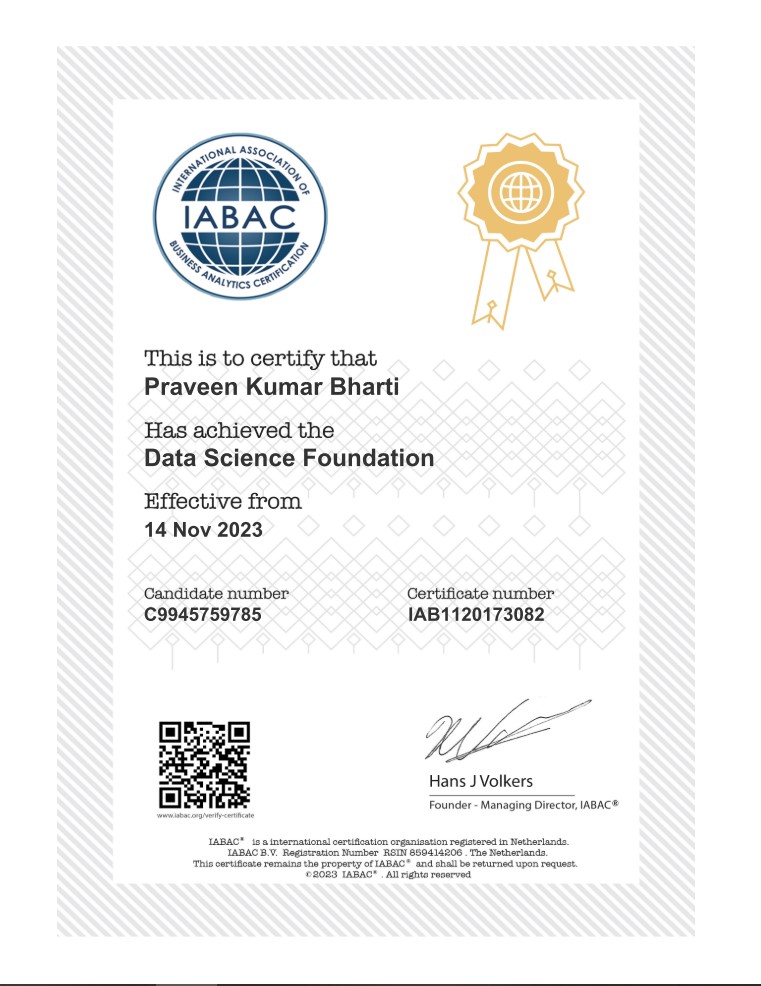 INTERNATIONAL ASSOCIATION OF
IABAC
BUSINESS ANALYTICS CERTIFICATION
This is to certify that
Praveen Kumar Bharti
Has achieved the
Data Science Foundation
Effective from
14 Nov 2023
Candidate number
C9945759785
Certificate number
IAB1120173082
www.iabac.org/verify-certificate
Hans J Volkers
Founder - Managing Director, IABAC®
IABAC® is a international certification organisation registered in Netherlands.
IABAC B.V. Registration Number RSIN 859414206 . The Netherlands.
This certificate remains the property of IABAC® and shall be returned upon request.
©2023 IABAC® . All rights reserved